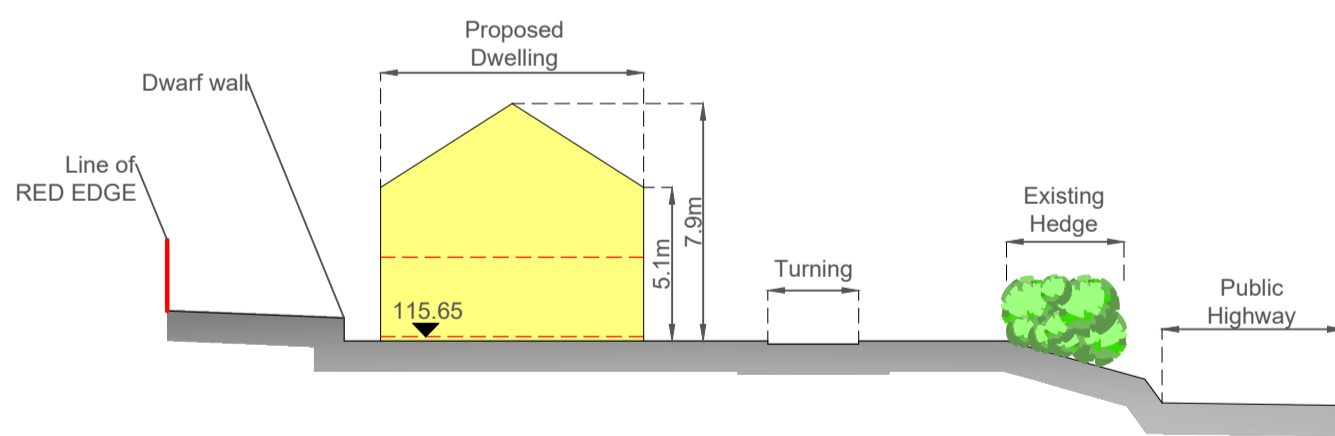 Proposed
Dwelling
Dwarf wall
Line of
RED EDGE
115.65
5.1m
7.9m
Turning
Existing
Hedge
Public
Highway